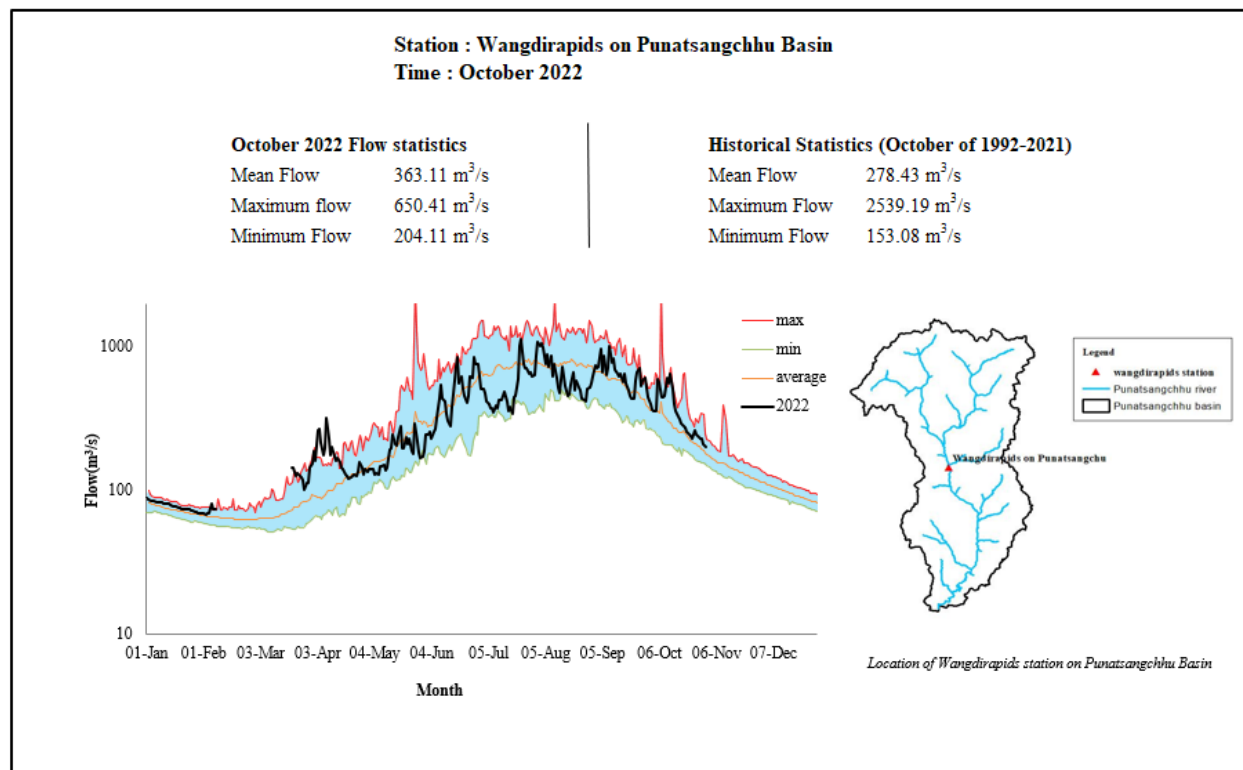 Station : Wangdirapids on Punatsangchhu Basin
Time : October 2022
October 2022 Flow statistics
Mean Flow 363.11 m³/s
Maximum flow 650.41 m³/s
Minimum Flow 204.11 m³/s
Historical Statistics (October of 1992-2021)
Mean Flow 278.43 m³/s
Maximum Flow 2539.19 m³/s
Minimum Flow 153.08 m³/s
Flow(m³/s)
1000
100
10
01-Jan 01-Feb 03-Mar 03-Apr 04-May 04-Jun 05-Jul 05-Aug 05-Sep 06-Oct 06-Nov 07-Dec
Month
max
min
average
2022
Legend
wangdirapids station
Punatsangchhu river
Punatsangchhu basin
Wangdirapids on Punatsangchu
Location of Wangdirapids station on Punatsangchhu Basin